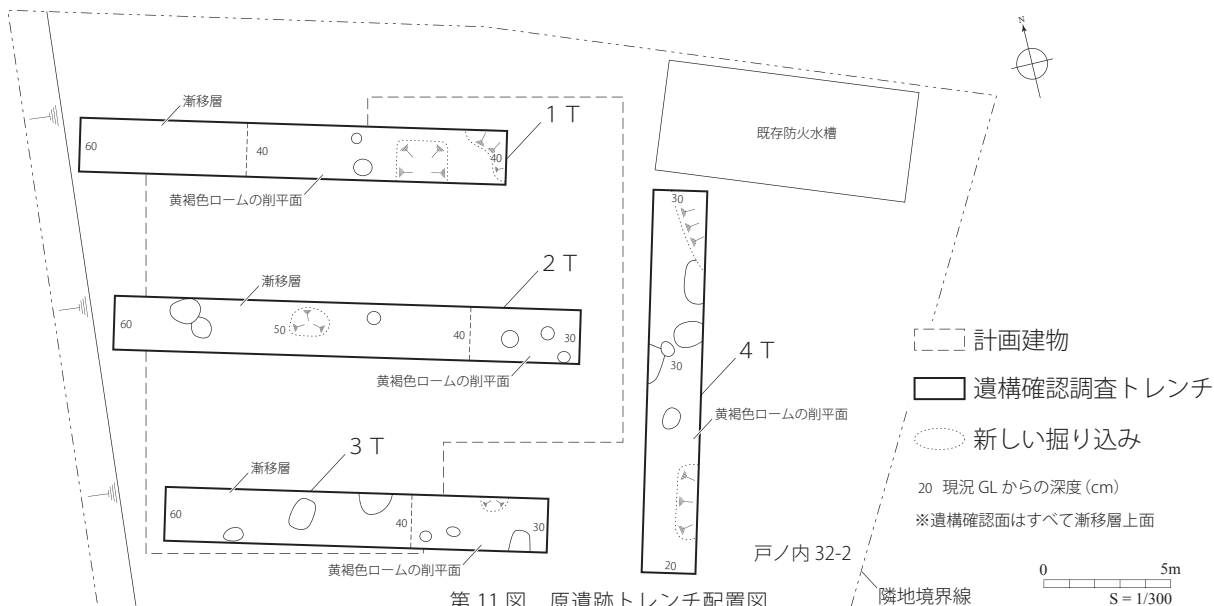 N
漸移層
1 T
60
40
40
黄褐色ロームの削平面
既存防火水槽
漸移層
2 T
60
50
40
30
黄褐色ロームの削平面
30
4 T
30
黄褐色ロームの削平面
20
漸移層
3 T
60
40
30
黄褐色ロームの削平面
計画建物
遺構確認調査トレンチ
新しい掘り込み
20 現況 GL からの深度 (cm)
※遺構確認面はすべて漸移層上面
戸ノ内 32-2
隣地境界線
0 5m
S = 1/300
第 11 図 原遺跡トレンチ配置図